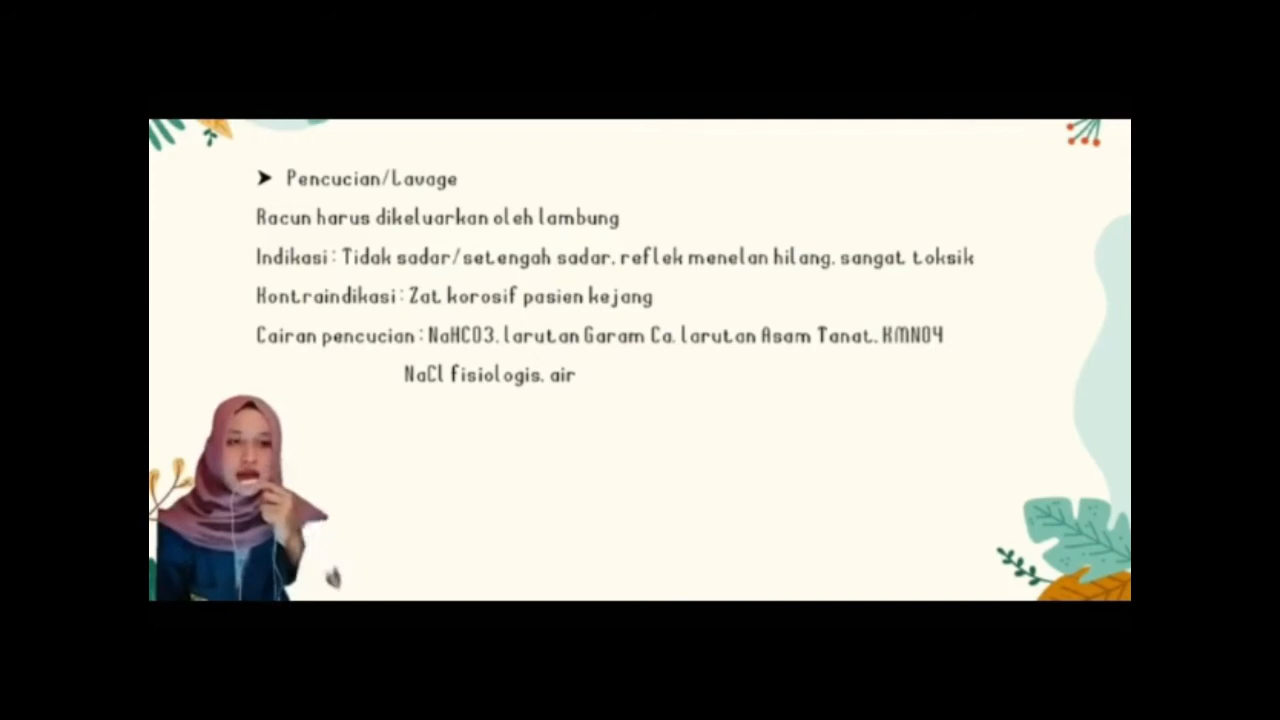 ➤ Pencucian/Lavage
Racun harus dikeluarkan oleh lambung
Indikasi : Tidak sadar/setengah sadar, reflek menelan hilang, sangat toksik
Kontraindikasi : Zat korosif pasien kejang
Cairan pencucian : NaHCO3, larutan Garam Ca, larutan Asam Tanat, KMNO4
NaCl fisiologis, air